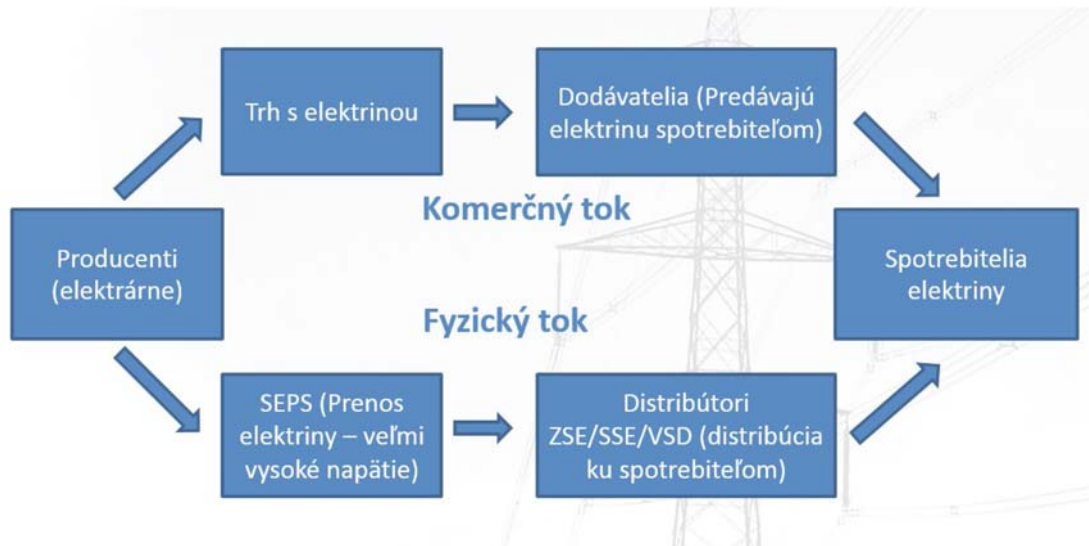 Trh s elektrinou
Dodávatelia (Predávajú
elektrinu spotrebiteľom)
Komerčný tok
Producenti
(elektrárne)
Spotrebitelia
elektriny
Fyzický tok
SEPS (Prenos
elektriny – veľmi
vysoké napätie)
Distribútori
ZSE/SSE/VSD (distribúcia
ku spotrebiteľom)